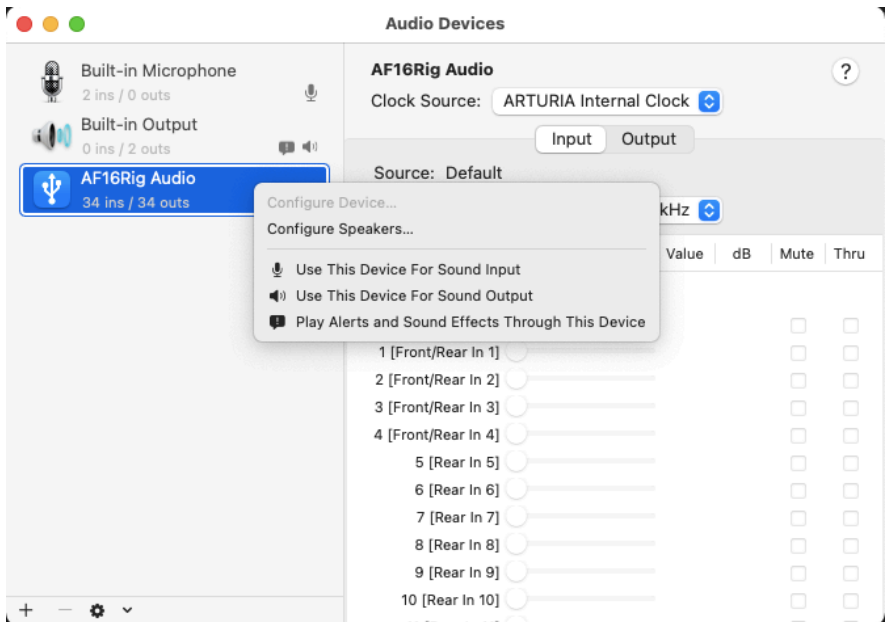 Audio Devices
Built-in Microphone
2 ins / 0 outs
Built-in Output
0 ins / 2 outs
AF16Rig Audio
34 ins / 34 outs
AF16Rig Audio
?
Clock Source: ARTURIA Internal Clock
Input Output
Source: Default
kHz
Configure Device...
Configure Speakers...
Use This Device For Sound Input
Use This Device For Sound Output
Play Alerts and Sound Effects Through This Device
Value dB Mute Thru
1 [Front/Rear In 1]
2 [Front/Rear In 2]
3 [Front/Rear In 3]
4 [Front/Rear In 4]
5 [Rear In 5]
6 [Rear In 6]
7 [Rear In 7]
8 [Rear In 8]
9 [Rear In 9]
10 [Rear In 10]